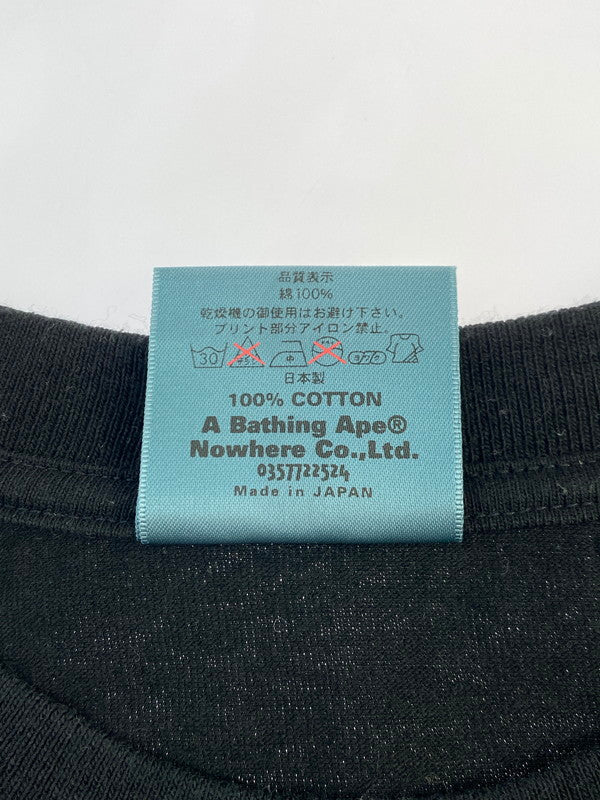 品質表示
綿100%
乾燥機の御使用はお避け下さい。
プリント部分アイロン禁止。
30 中
日本製
100% COTTON
A Bathing Ape®
Nowhere Co.,Ltd.
0357722524
Made in JAPAN